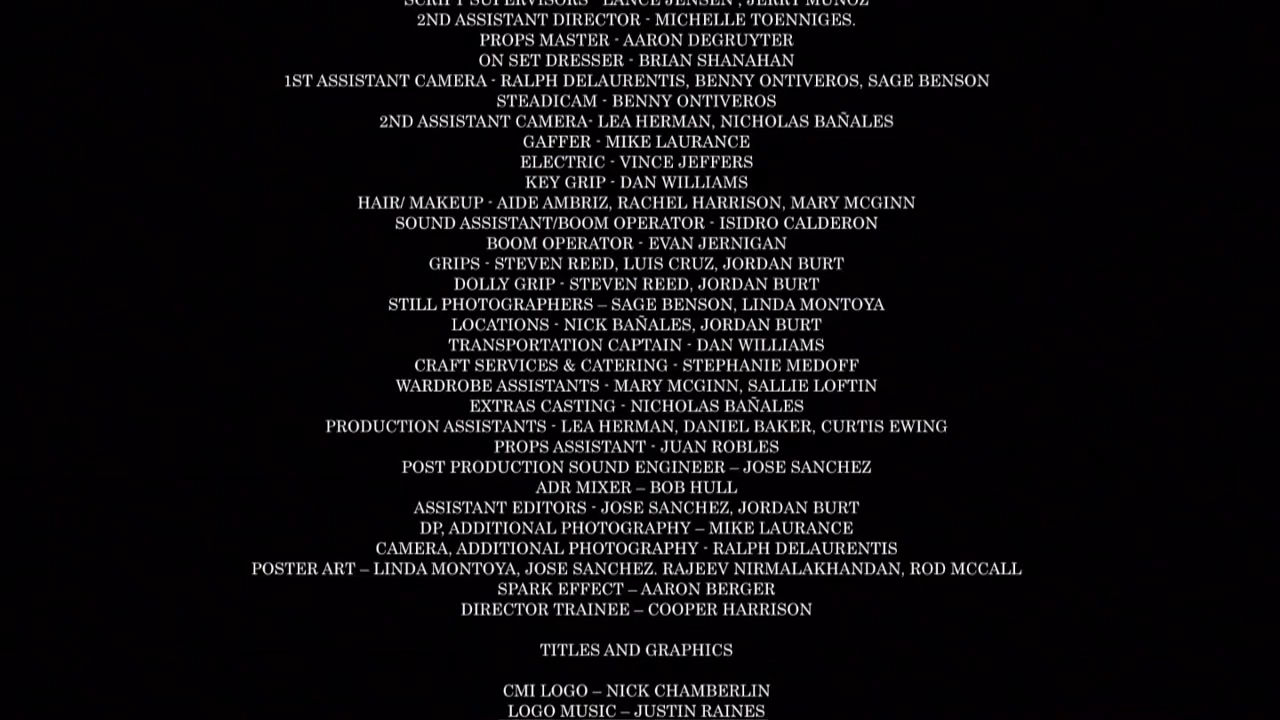 SCRIPT SUPERVISORS - LANCE JENSEN , JERRY MUNOZ
2ND ASSISTANT DIRECTOR - MICHELLE TOENNIGES.
PROPS MASTER - AARON DEGRUYTER
ON SET DRESSER - BRIAN SHANAHAN
1ST ASSISTANT CAMERA - RALPH DELAURENTIS, BENNY ONTIVEROS, SAGE BENSON
STEADICAM - BENNY ONTIVEROS
2ND ASSISTANT CAMERA- LEA HERMAN, NICHOLAS BAÑALES
GAFFER - MIKE LAURANCE
ELECTRIC - VINCE JEFFERS
KEY GRIP - DAN WILLIAMS
HAIR/ MAKEUP - AIDE AMBRIZ, RACHEL HARRISON, MARY MCGINN
SOUND ASSISTANT/BOOM OPERATOR - ISIDRO CALDERON
BOOM OPERATOR - EVAN JERNIGAN
GRIPS - STEVEN REED, LUIS CRUZ, JORDAN BURT
DOLLY GRIP - STEVEN REED, JORDAN BURT
STILL PHOTOGRAPHERS – SAGE BENSON, LINDA MONTOYA
LOCATIONS - NICK BAÑALES, JORDAN BURT
TRANSPORTATION CAPTAIN - DAN WILLIAMS
CRAFT SERVICES & CATERING - STEPHANIE MEDOFF
WARDROBE ASSISTANTS - MARY MCGINN, SALLIE LOFTIN
EXTRAS CASTING - NICHOLAS BAÑALES
PRODUCTION ASSISTANTS - LEA HERMAN, DANIEL BAKER, CURTIS EWING
PROPS ASSISTANT - JUAN ROBLES
POST PRODUCTION SOUND ENGINEER – JOSE SANCHEZ
ADR MIXER – BOB HULL
ASSISTANT EDITORS - JOSE SANCHEZ, JORDAN BURT
DP, ADDITIONAL PHOTOGRAPHY – MIKE LAURANCE
CAMERA, ADDITIONAL PHOTOGRAPHY - RALPH DELAURENTIS
POSTER ART – LINDA MONTOYA, JOSE SANCHEZ. RAJEEV NIRMALAKHANDAN, ROD MCCALL
SPARK EFFECT – AARON BERGER
DIRECTOR TRAINEE – COOPER HARRISON
TITLES AND GRAPHICS
CMI LOGO – NICK CHAMBERLIN
LOGO MUSIC – JUSTIN RAINES